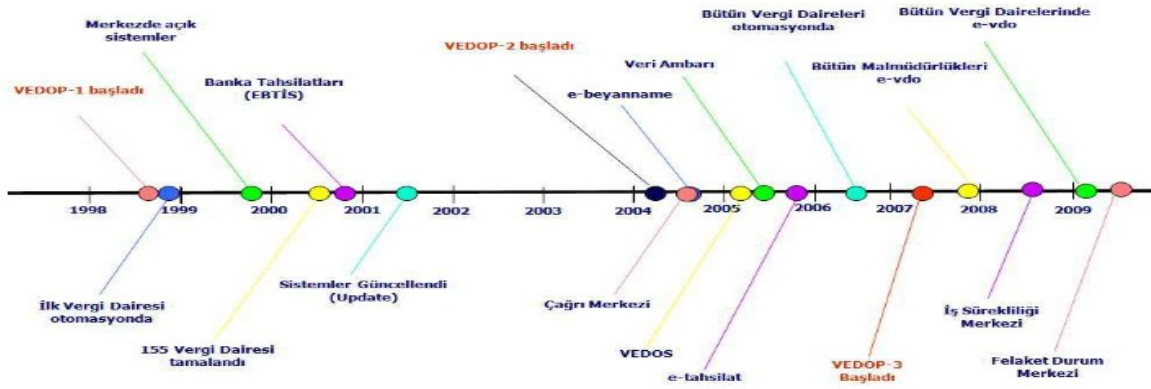 Merkezde açık
sistemler
VEDOP-1 başladı
Banka Tahsilatları
(EBTİS)
VEDOP-2 başladı
Veri Ambarı
e-beyanname
Bütün Vergi Daireleri
otomasyonda
Bütün Malmüdürlükleri
e-vdo
Bütün Vergi Dairelerinde
e-vdo
1998
1999
2000
2001
2002
2003
2004
2005
2006
2007
2008
2009
İlk Vergi Dairesi
otomasyonda
155 Vergi Dairesi
tamalandı
Sistemler Güncellendi
(Update)
Çağrı Merkezi
VEDOS
e-tahsilat
VEDOP-3
Başladı
İş Sürekliliği
Merkezi
Felaket Durum
Merkezi